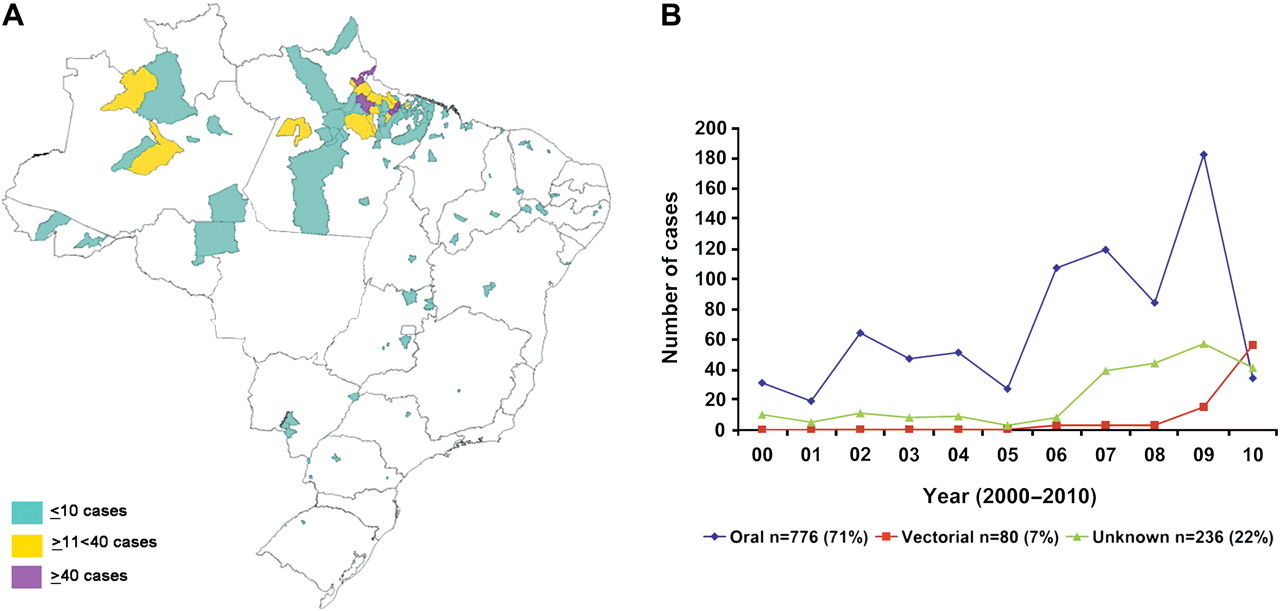 A
≤10 cases
≥11<40 cases
≥40 cases
B
Number of cases
200
180
160
140
120
100
80
60
40
20
0
00 01 02 03 04 05 06 07 08 09 10
Year (2000–2010)
Oral n=776 (71%) Vectorial n=80 (7%) Unknown n=236 (22%)